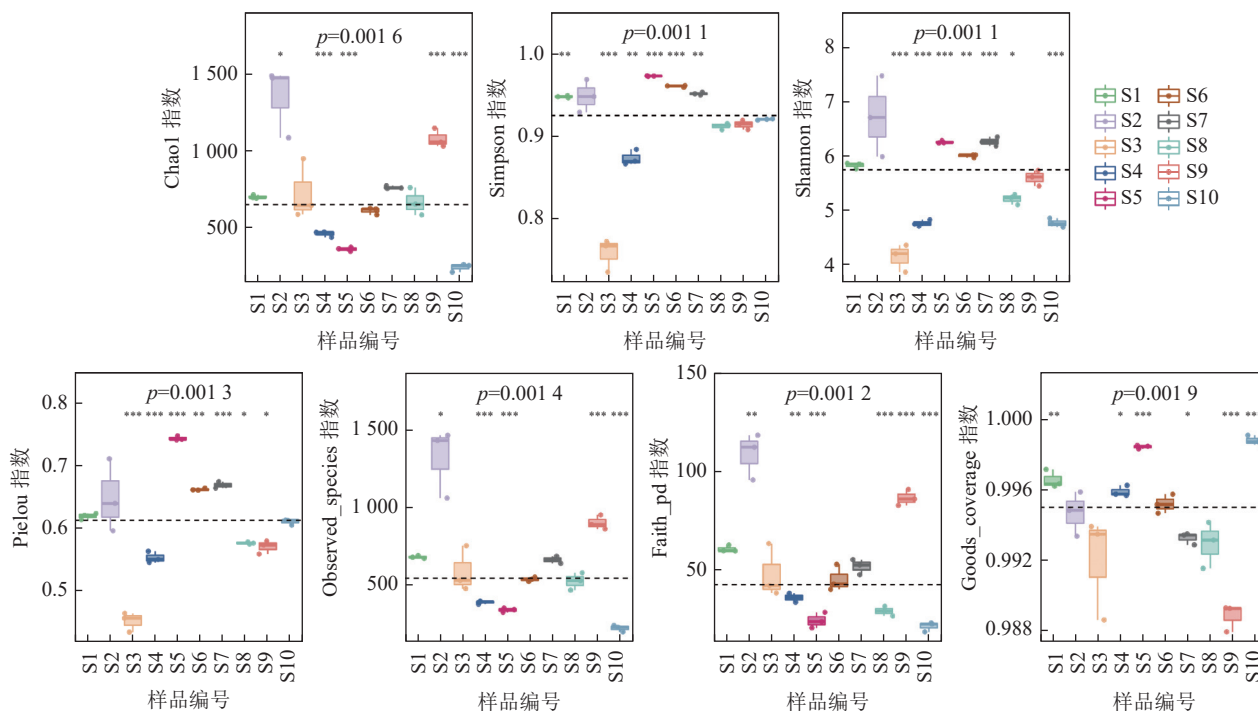 p=0.001 6
* *** *** *** ***
Chao1 指数
1 500
1 000
500
S1 S2 S3 S4 S5 S6 S7 S8 S9 S10
样品编号
p=0.001 1
** *** ** *** *** **
Simpson 指数
1.0
0.9
0.8
S1 S2 S3 S4 S5 S6 S7 S8 S9 S10
样品编号
p=0.001 1
*** *** *** ** *** * ***
Shannon 指数
8
7
6
5
4
S1 S2 S3 S4 S5 S6 S7 S8 S9 S10
样品编号
S1 S6
S2 S7
S3 S8
S4 S9
S5 S10
p=0.001 3
*** *** *** ** *** * *
Pielou 指数
0.8
0.7
0.6
0.5
S1 S2 S3 S4 S5 S6 S7 S8 S9 S10
样品编号
p=0.001 4
* *** *** *** ***
Observed_species 指数
1 500
1 000
500
S1 S2 S3 S4 S5 S6 S7 S8 S9 S10
样品编号
p=0.001 2
** ** *** *** *** ***
Faith_pd 指数
150
100
50
S1 S2 S3 S4 S5 S6 S7 S8 S9 S10
样品编号
p=0.001 9
** * *** * *** ***
Goods_coverage 指数
1.000
0.996
0.992
0.988
S1 S2 S3 S4 S5 S6 S7 S8 S9 S10
样品编号